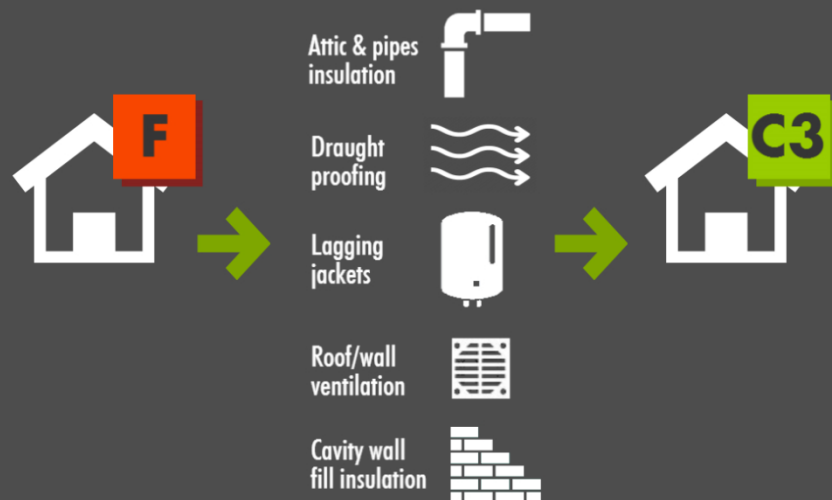 F
Attic & pipes
insulation
Draught
proofing
Lagging
jackets
Roof/wall
ventilation
Cavity wall
fill insulation
C3